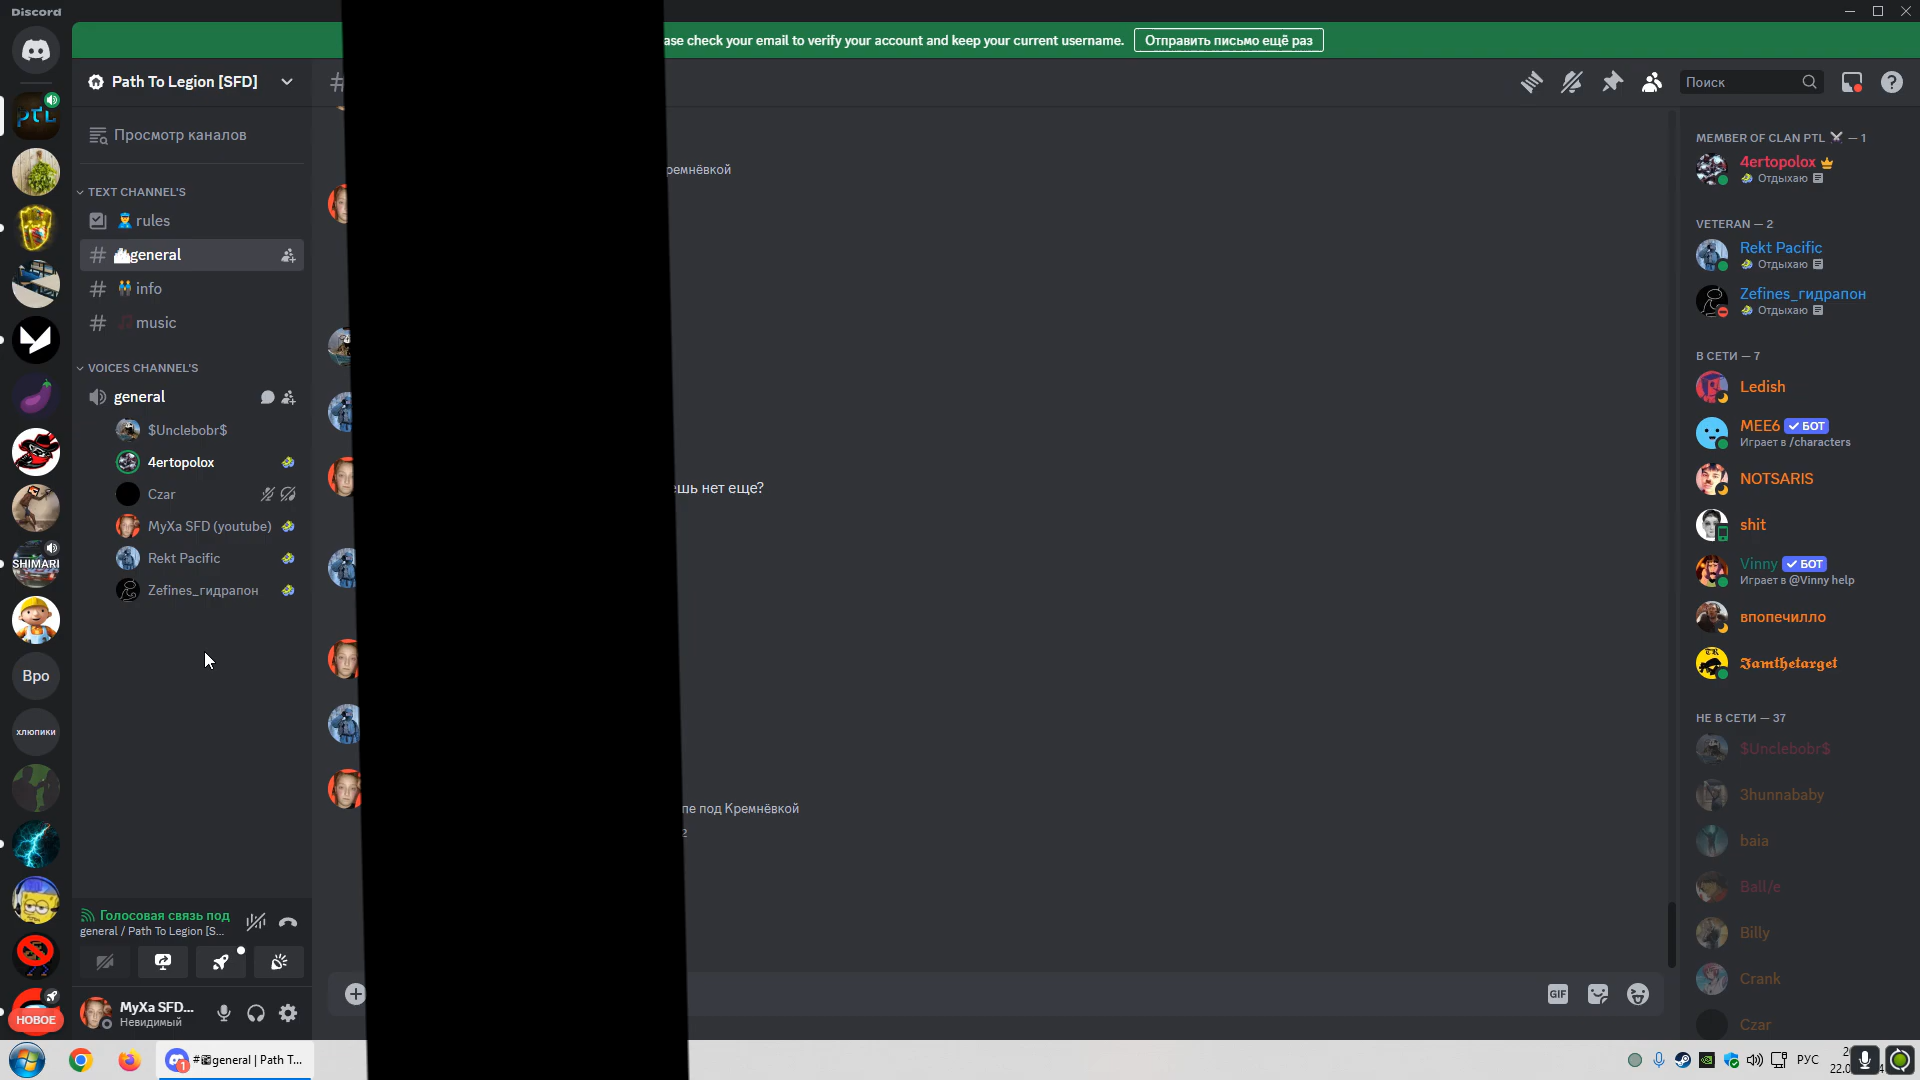 Discord
ase check your email to verify your account and keep your current username.
Отправить письмо ещё раз
Path To Legion [SFD]
#
Поиск
Просмотр каналов
TEXT CHANNEL'S
rules
# general
# info
# music
VOICES CHANNEL'S
general
$Unclebobr$
4ertopolox
Czar
MyXa SFD (youtube)
Rekt Pacific
Zefines_гидрапон
SHIMARI
Вро
хлюпики
НОВОЕ
Голосовая связь под
general / Path To Legion [S...
MyXa SFD...
Невидимый
ремнёвкой
ешь нет еще?
ле под Кремнёвкой
2
GIF
MEMBER OF CLAN PTL — 1
4ertopolox
Отдыхаю
VETERAN — 2
Rekt Pacific
Отдыхаю
Zefines_гидрапон
Отдыхаю
В СЕТИ — 7
Ledish
MEE6 БОТ
Играет в /characters
NOTSARIS
shit
Vinny БОТ
Играет в @Vinny help
впопечилло
𝕴𝖆𝖒𝖙𝖍𝖊𝖙𝖆𝖗𝖌𝖊𝖙
НЕ В СЕТИ — 37
$Unclebobr$
3hunnababy
baia
Ball/e
Billy
Crank
Czar
#general | Path T...
РУС